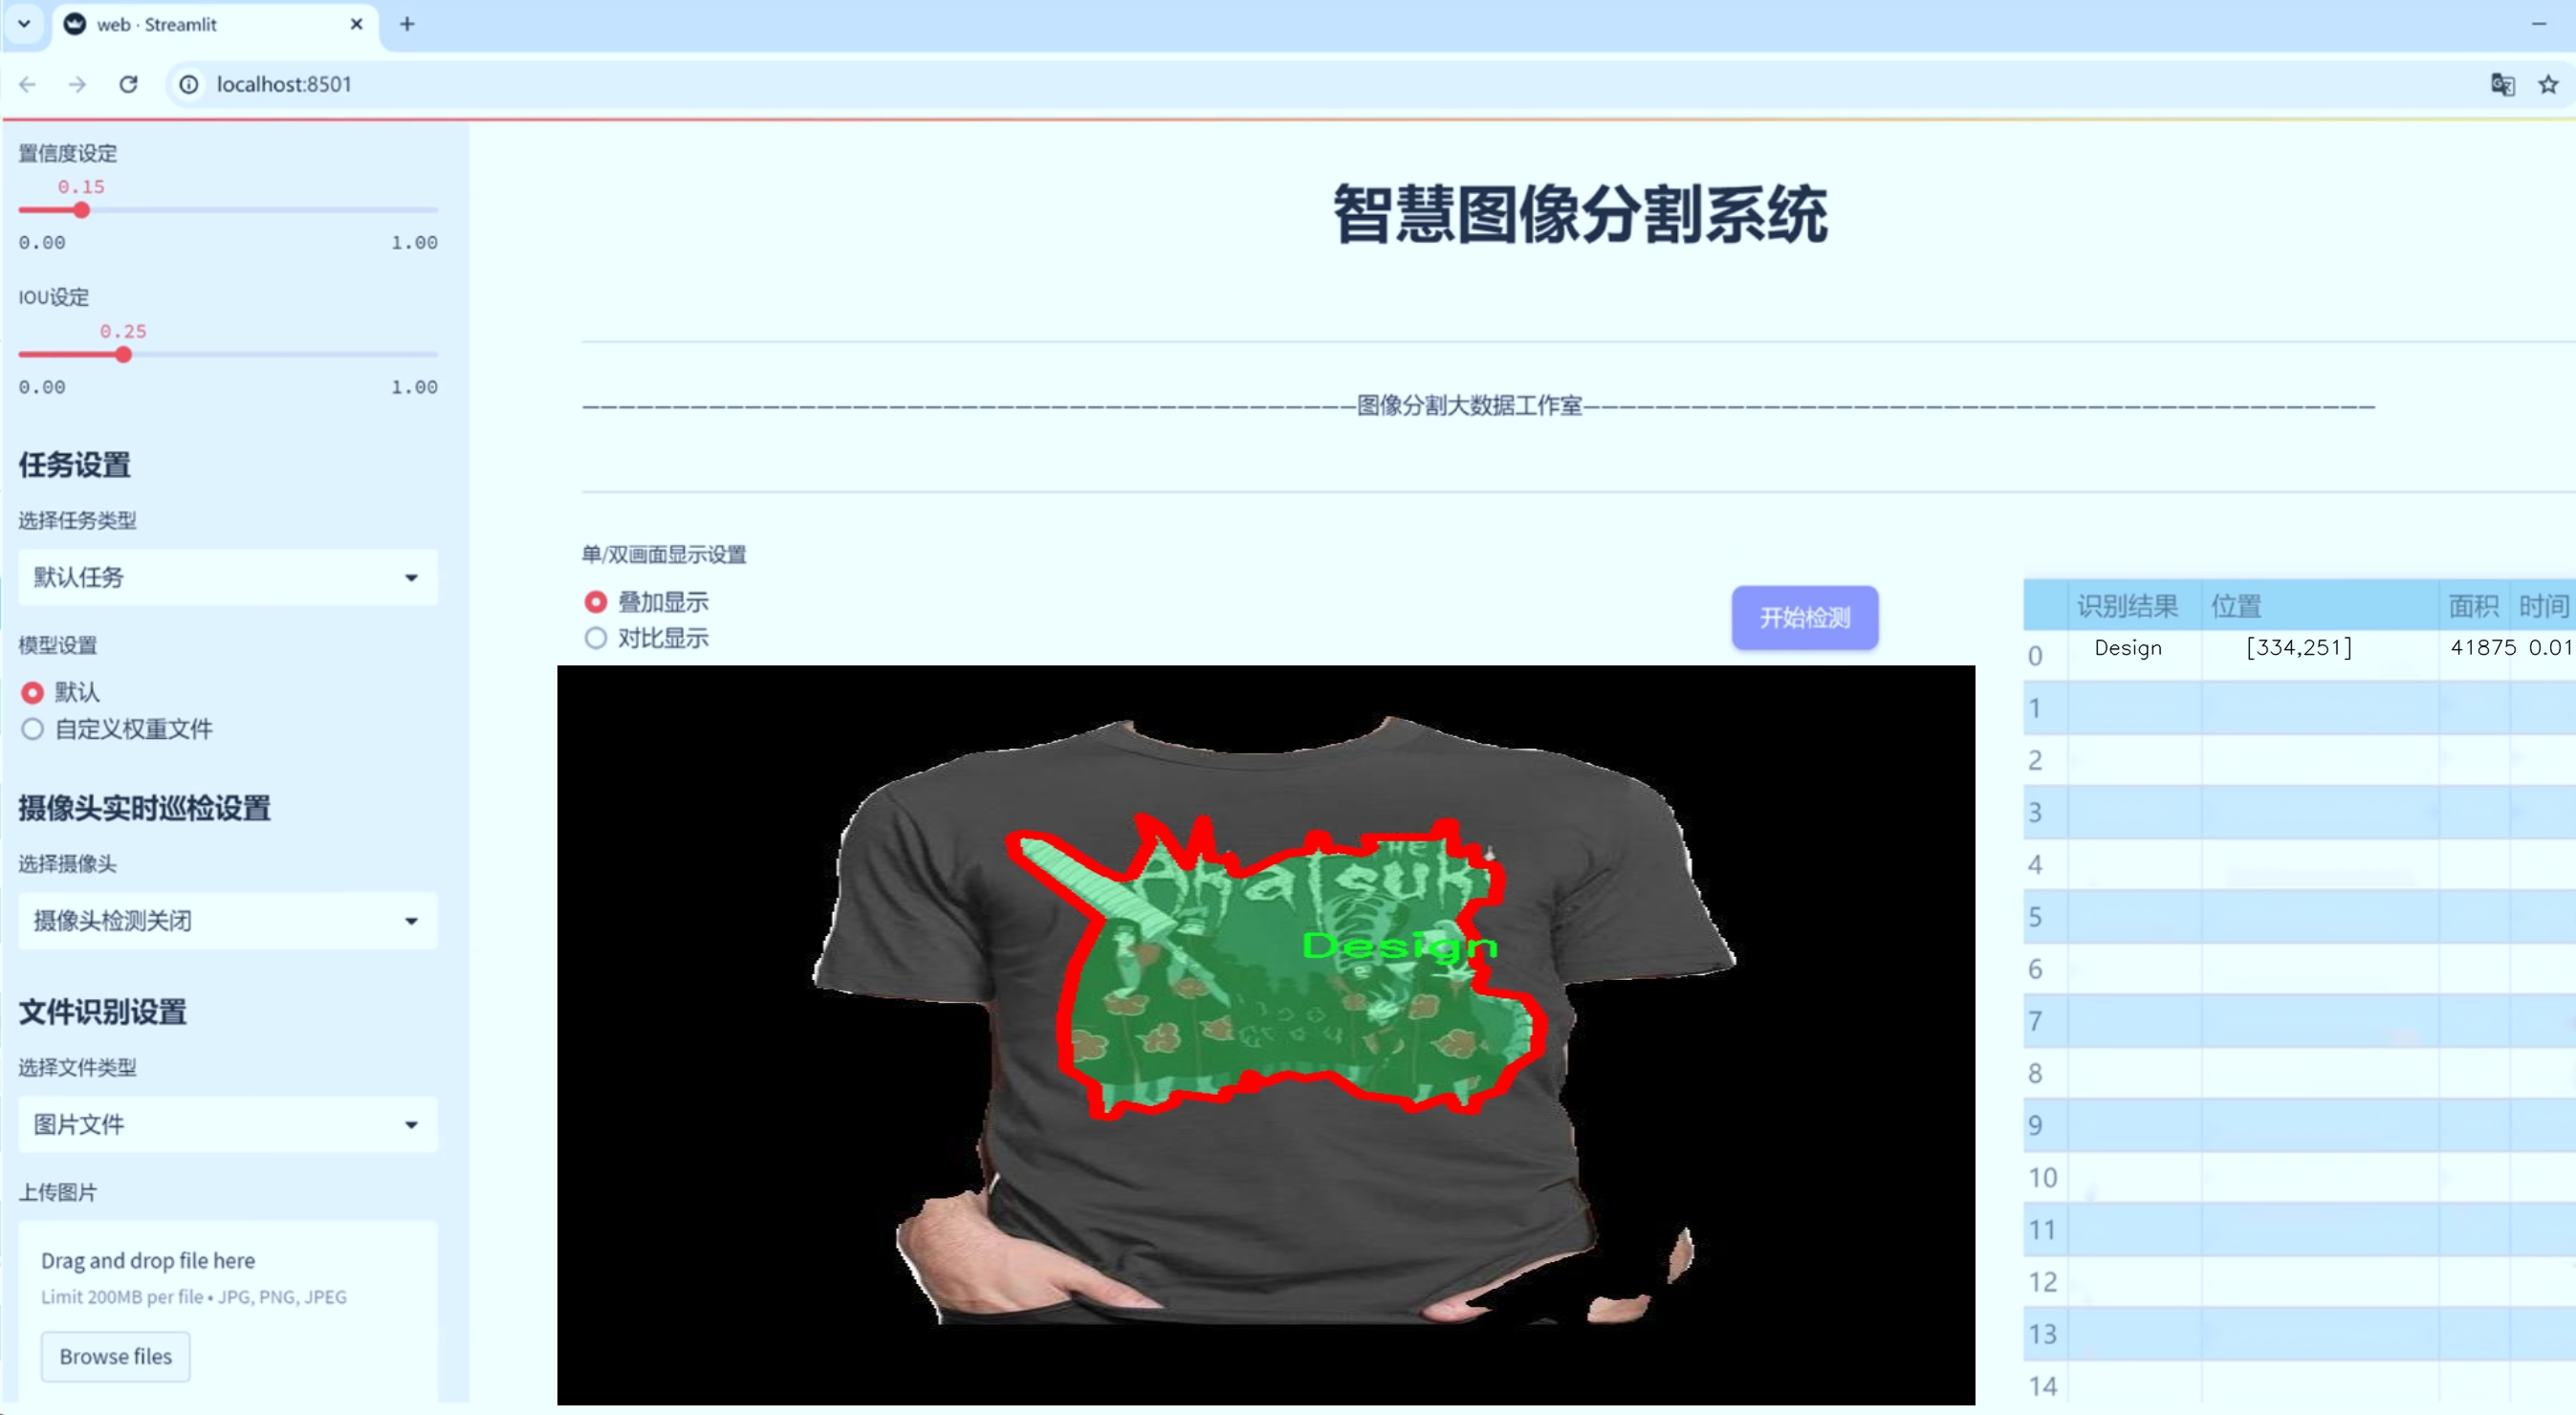 web · Streamlit
localhost:8501
置信度设定
0.15
0.00 1.00
IOU设定
0.25
0.00 1.00
任务设置
选择任务类型
默认任务
模型设置
默认
自定义权重文件
摄像头实时巡检设置
选择摄像头
摄像头检测关闭
文件识别设置
选择文件类型
图片文件
上传图片
Drag and drop file here
Limit 200MB per file • JPG, PNG, JPEG
Browse files
智慧图像分割系统
图像分割大数据工作室
单/双画面显示设置
叠加显示
对比显示
开始检测
THE
Akatsuk
Design
识别结果 位置 面积 时间
0 Design [334,251] 41875 0.01
1
2
3
4
5
6
7
8
9
10
11
12
13
14